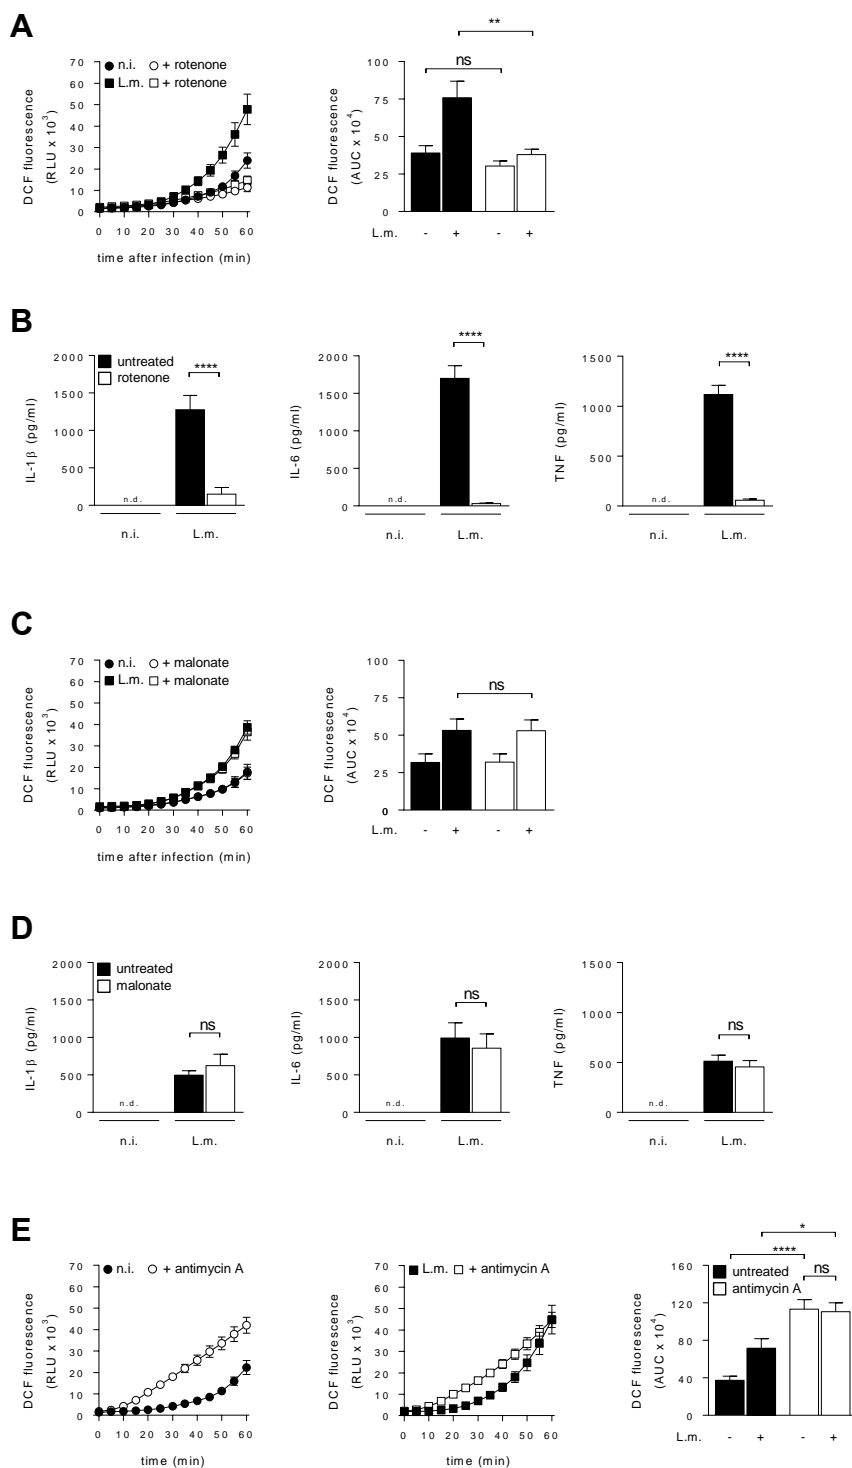 A
● n.i. ○ + rotenone
■ L.m. □ + rotenone
DCF fluorescence
(RLU x 10³)
70
60
50
40
30
20
10
0
0 10 20 30 40 50 60
time after infection (min)
DCF fluorescence
(AUC x 10⁴)
100
75
50
25
0
ns
**
L.m. - + - +
B
untreated
rotenone
IL-1β (pg/ml)
2000
1500
1000
500
0
****
n.d.
n.i. L.m.
IL-6 (pg/ml)
2000
1500
1000
500
0
****
n.d.
n.i. L.m.
TNF (pg/ml)
1500
1000
500
0
****
n.d.
n.i. L.m.
C
● n.i. ○ + malonate
■ L.m. □ + malonate
DCF fluorescence
(RLU x 10³)
70
60
50
40
30
20
10
0
0 10 20 30 40 50 60
time after infection (min)
DCF fluorescence
(AUC x 10⁴)
100
75
50
25
0
ns
L.m. - + - +
D
untreated
malonate
IL-1β (pg/ml)
2000
1500
1000
500
0
ns
n.d.
n.i. L.m.
IL-6 (pg/ml)
2000
1500
1000
500
0
ns
n.d.
n.i. L.m.
TNF (pg/ml)
1500
1000
500
0
ns
n.d.
n.i. L.m.
E
● n.i. ○ + antimycin A
DCF fluorescence
(RLU x 10³)
70
60
50
40
30
20
10
0
0 10 20 30 40 50 60
time (min)
■ L.m. □ + antimycin A
DCF fluorescence
(RLU x 10³)
70
60
50
40
30
20
10
0
0 10 20 30 40 50 60
time (min)
*
****
ns
untreated
antimycin A
DCF fluorescence
(AUC x 10⁴)
160
120
80
40
0
L.m. - + - +